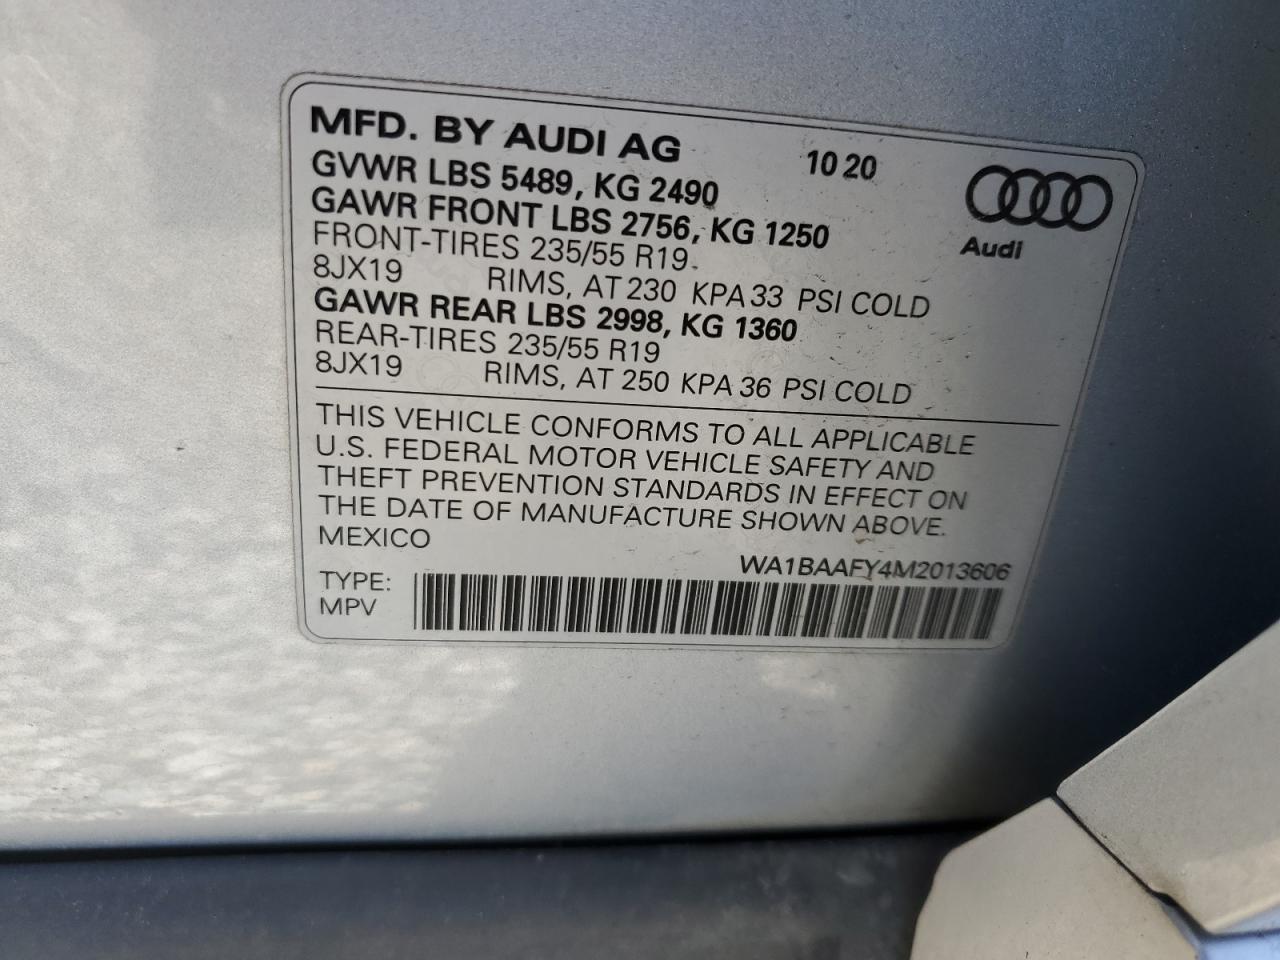 MFD. BY AUDI AG 10 20
GVWR LBS 5489, KG 2490
GAWR FRONT LBS 2756, KG 1250
Audi
FRONT-TIRES 235/55 R19
8JX19 RIMS, AT 230 KPA 33 PSI COLD
GAWR REAR LBS 2998, KG 1360
REAR-TIRES 235/55 R19
8JX19 RIMS, AT 250 KPA 36 PSI COLD
THIS VEHICLE CONFORMS TO ALL APPLICABLE
U.S. FEDERAL MOTOR VEHICLE SAFETY AND
THEFT PREVENTION STANDARDS IN EFFECT ON
THE DATE OF MANUFACTURE SHOWN ABOVE.
MEXICO
WA1BAAFY4M2013606
TYPE:
MPV